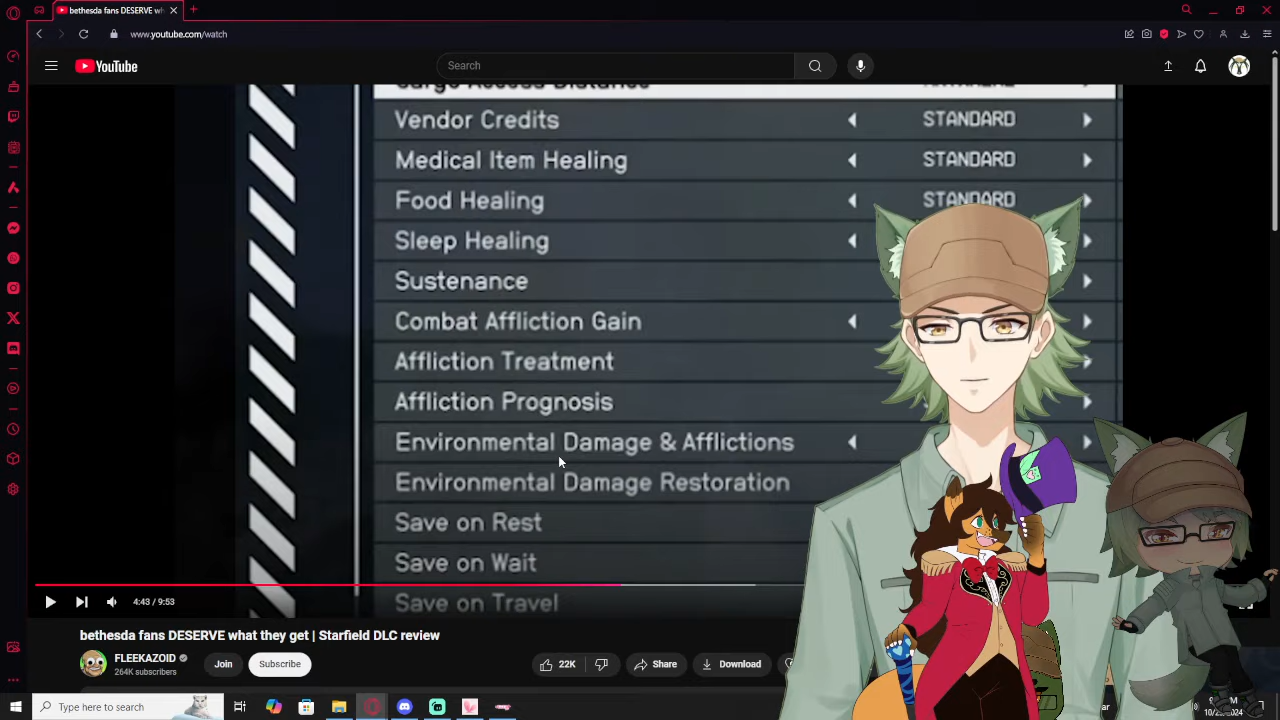 bethesda fans DESERVE wh
www.youtube.com/watch
YouTube
Search
Cargo Access Distance
Vendor Credits STANDARD
Medical Item Healing STANDARD
Food Healing STANDARD
Sleep Healing
Sustenance
Combat Affliction Gain
Affliction Treatment
Affliction Prognosis
Environmental Damage & Afflictions
Environmental Damage Restoration
Save on Rest
Save on Wait
Save on Travel
4:43 / 9:53
bethesda fans DESERVE what they get | Starfield DLC review
FLEEKAZOID
264K subscribers
Join
Subscribe
22K
Share
Download
Type here to search